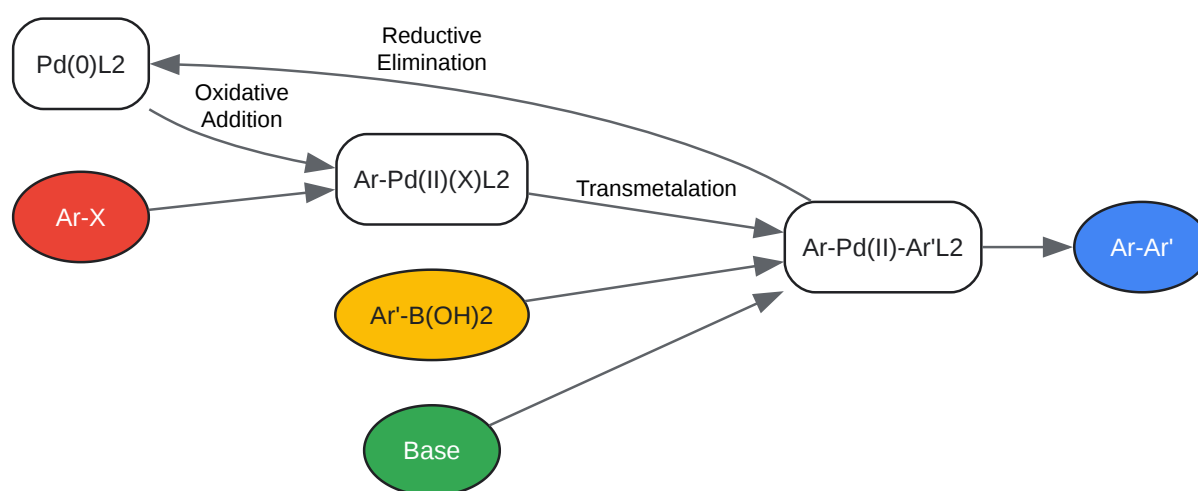 Pd(0)L2
Reductive
Elimination
Oxidative
Addition
Ar-X
Ar-Pd(II)(X)L2
Transmetalation
Ar-Pd(II)-Ar'L2
Ar-Ar'
Ar'-B(OH)2
Base